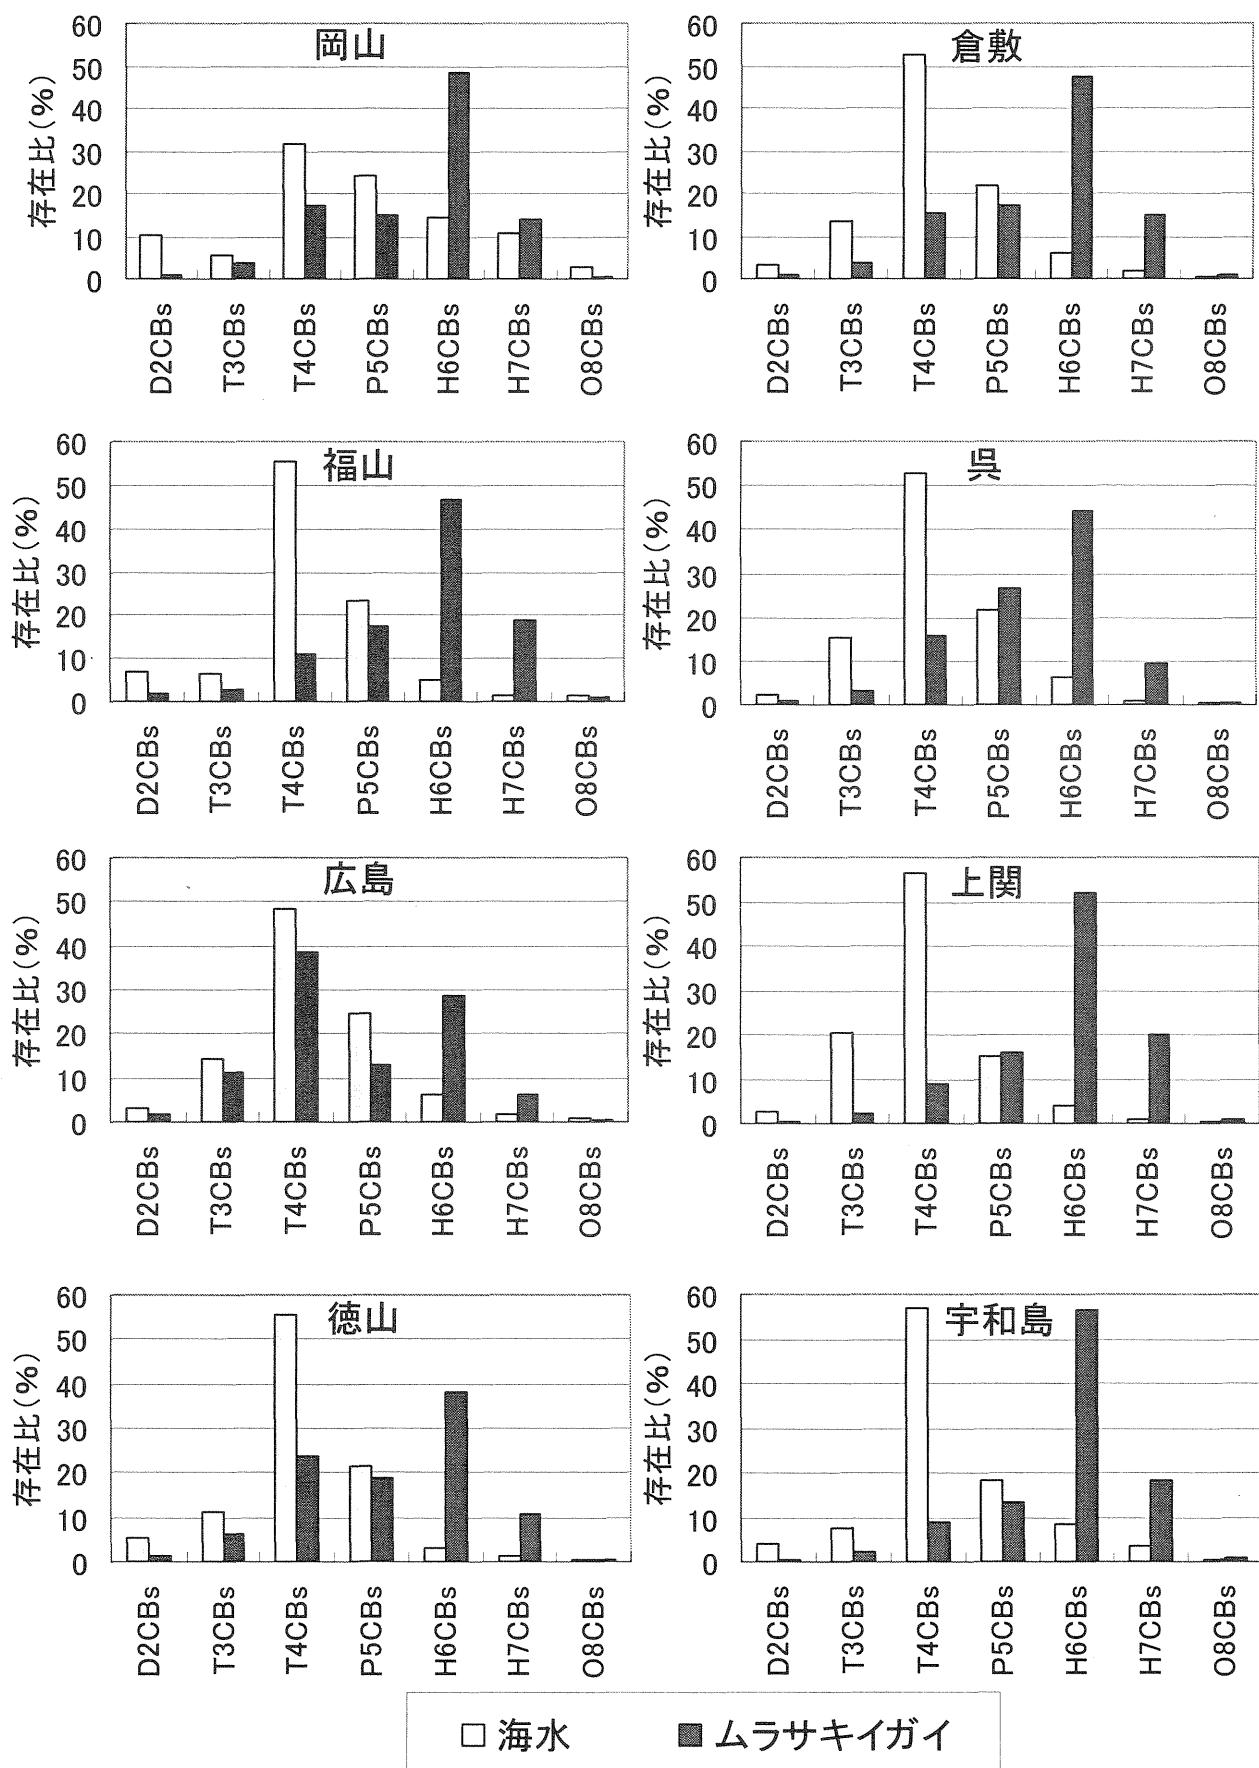 岡山
存在比(%)
60
50
40
30
20
10
0
D2CBs
T3CBs
T4CBs
P5CBs
H6CBs
H7CBs
O8CBs
倉敷
存在比(%)
60
50
40
30
20
10
0
D2CBs
T3CBs
T4CBs
P5CBs
H6CBs
H7CBs
O8CBs
福山
存在比(%)
60
50
40
30
20
10
0
D2CBs
T3CBs
T4CBs
P5CBs
H6CBs
H7CBs
O8CBs
呉
存在比(%)
60
50
40
30
20
10
0
D2CBs
T3CBs
T4CBs
P5CBs
H6CBs
H7CBs
O8CBs
広島
存在比(%)
60
50
40
30
20
10
0
D2CBs
T3CBs
T4CBs
P5CBs
H6CBs
H7CBs
O8CBs
上関
存在比(%)
60
50
40
30
20
10
0
D2CBs
T3CBs
T4CBs
P5CBs
H6CBs
H7CBs
O8CBs
徳山
存在比(%)
60
50
40
30
20
10
0
D2CBs
T3CBs
T4CBs
P5CBs
H6CBs
H7CBs
O8CBs
宇和島
存在比(%)
60
50
40
30
20
10
0
D2CBs
T3CBs
T4CBs
P5CBs
H6CBs
H7CBs
O8CBs
海水 ムラサキイガイ